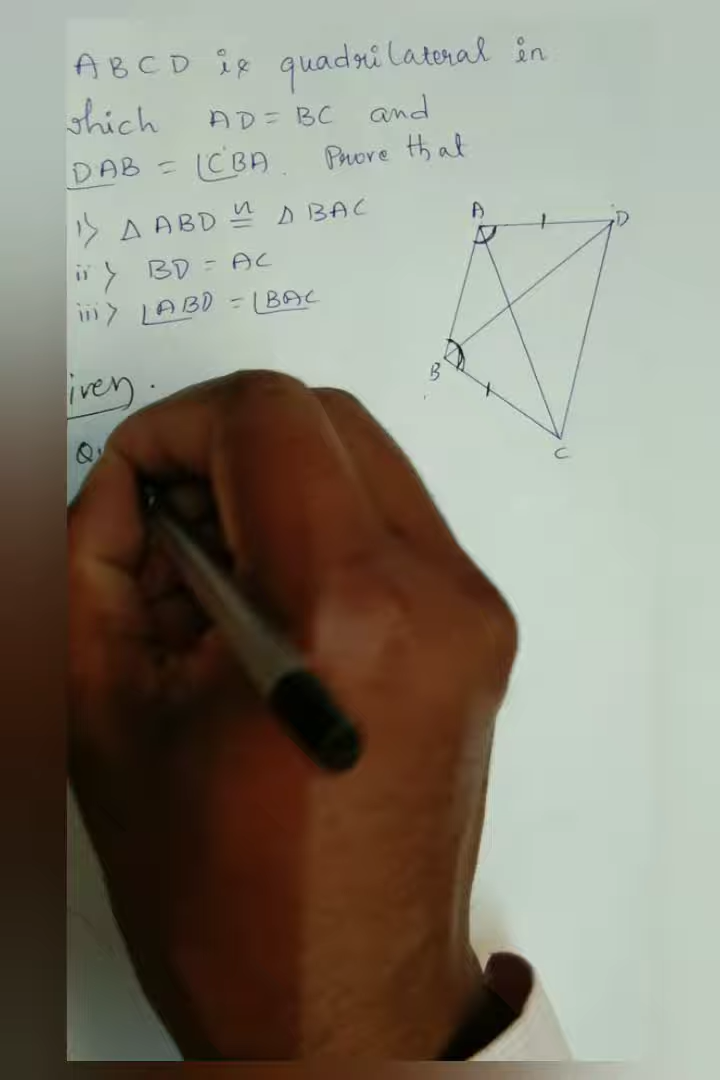 ABCD is quadrilateral in
which AD = BC and
DAB = ∠CBA. Prove that
i> △ABD ≅ △BAC
ii> BD = AC
iii> ∠ABD = ∠BAC
iven.
A
D
B
C